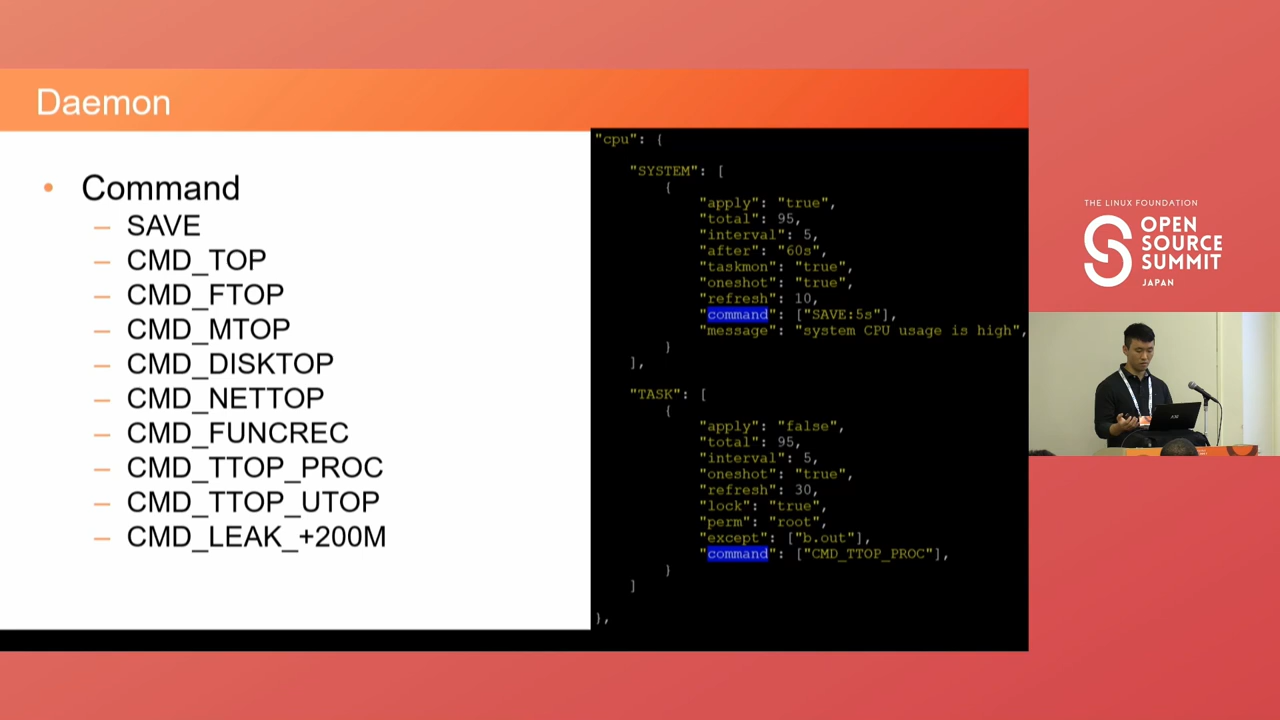 Daemon
• Command
– SAVE
– CMD_TOP
– CMD_FTOP
– CMD_MTOP
– CMD_DISKTOP
– CMD_NETTOP
– CMD_FUNCREC
– CMD_TTOP_PROC
– CMD_TTOP_UTOP
– CMD_LEAK_+200M
"cpu": {
"SYSTEM": [
{
"apply": "true",
"total": 95,
"interval": 5,
"after": "60s",
"taskmon": "true",
"oneshot": "true",
"refresh": 10,
"command": ["SAVE:5s"],
"message": "system CPU usage is high",
}
],
"TASK": [
{
"apply": "false",
"total": 95,
"interval": 5,
"oneshot": "true",
"refresh": 30,
"lock": "true",
"perm": "root",
"except": ["b.out"],
"command": ["CMD_TTOP_PROC"],
}
]
},
THE LINUX FOUNDATION
OPEN
SOURCE
SUMMIT
JAPAN